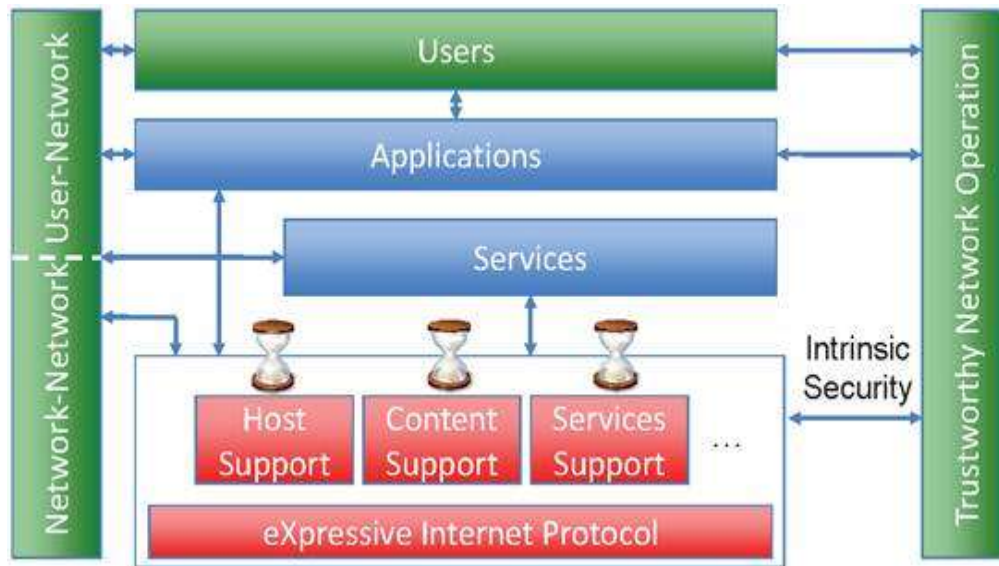 Users
Applications
Services
Host
Support
Content
Support
Services
Support
...
eXpressive Internet Protocol
Network-Network
User-Network
Intrinsic
Security
Trustworthy Network Operation